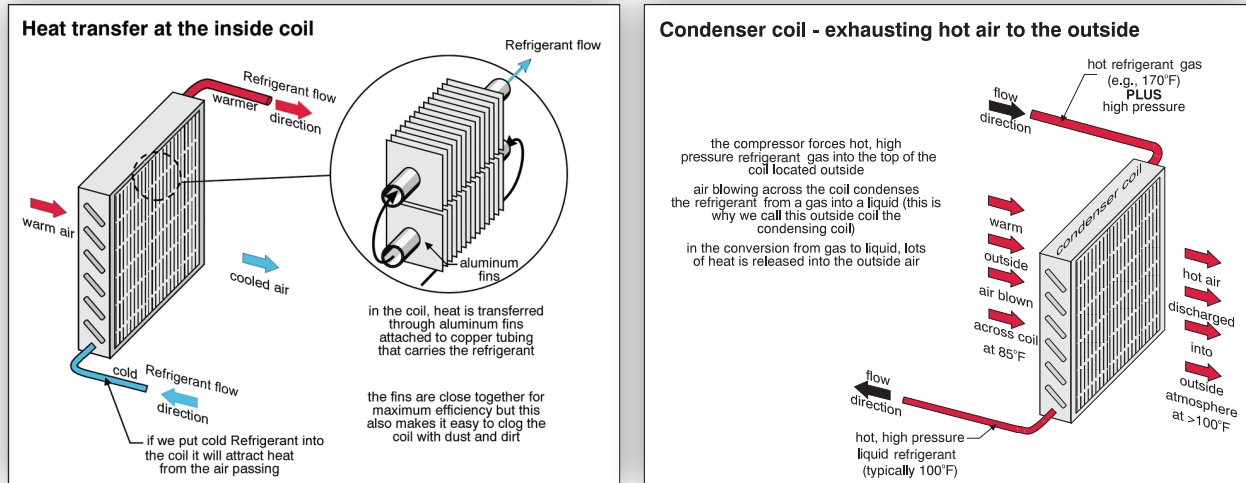 Heat transfer at the inside coil
Refrigerant flow
warmer
direction
Refrigerant flow
warm air
cooled air
aluminum
fins
in the coil, heat is transferred
through aluminum fins
attached to copper tubing
that carries the refrigerant
cold
Refrigerant flow
direction
the fins are close together for
maximum efficiency but this
also makes it easy to clog the
coil with dust and dirt
if we put cold Refrigerant into
the coil it will attract heat
from the air passing
Condenser coil - exhausting hot air to the outside
hot refrigerant gas
(e.g., 170°F)
PLUS
high pressure
flow
direction
the compressor forces hot, high
pressure refrigerant gas into the top of the
coil located outside
air blowing across the coil condenses
the refrigerant from a gas into a liquid (this is
why we call this outside coil the
condensing coil)
in the conversion from gas to liquid, lots
of heat is released into the outside air
condenser coil
warm
outside
air blown
across coil
at 85°F
hot air
discharged
into
outside
atmosphere
at >100°F
flow
direction
hot, high pressure
liquid refrigerant
(typically 100°F)